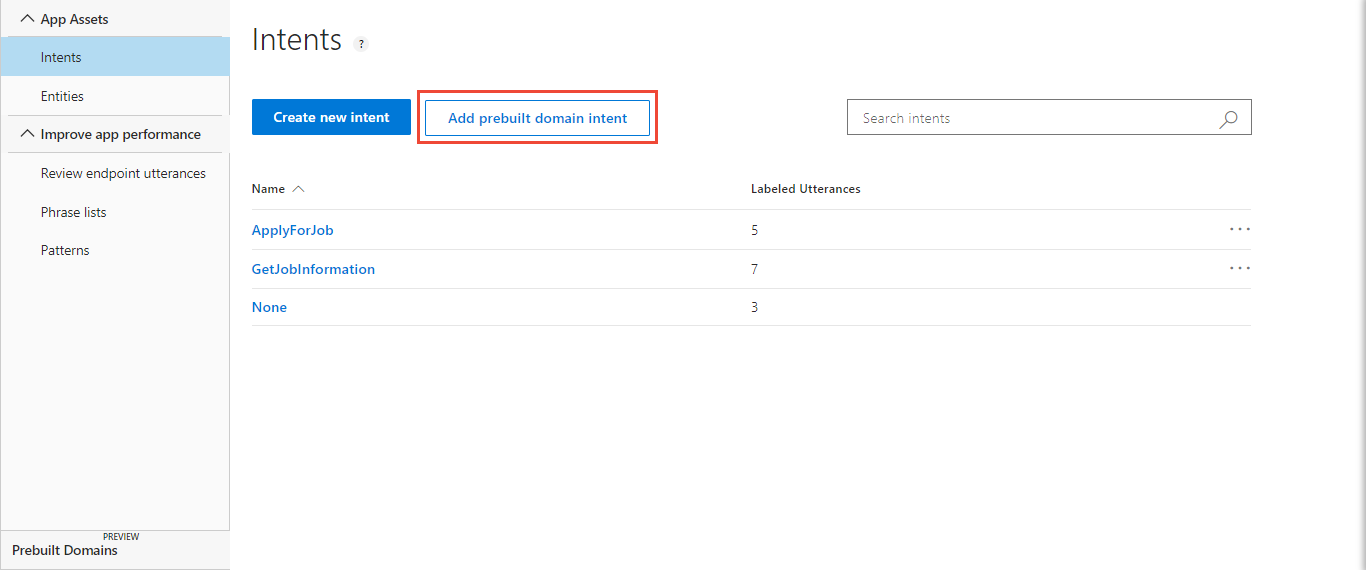 App Assets
Intents
Entities
Improve app performance
Review endpoint utterances
Phrase lists
Patterns
PREVIEW
Prebuilt Domains
Intents ?
Create new intent
Add prebuilt domain intent
Search intents
Name Labeled Utterances
ApplyForJob 5 ...
GetJobInformation 7 ...
None 3